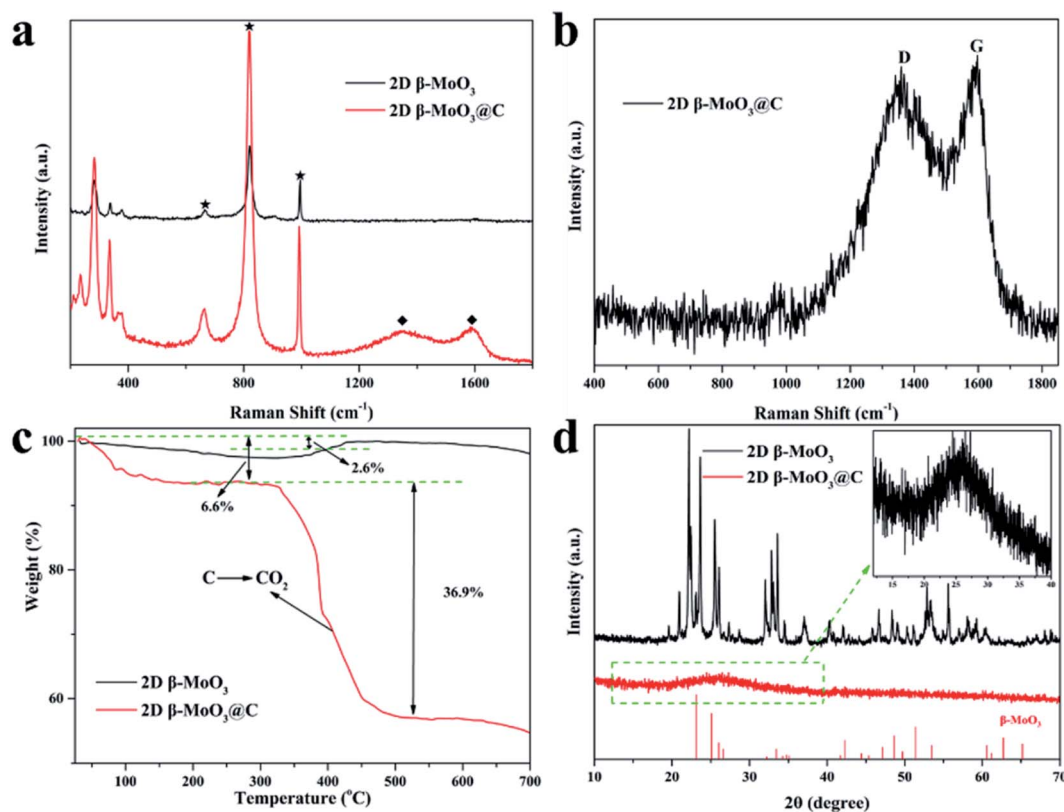 a
2D β-MoO₃
2D β-MoO₃@C
Intensity (a.u.)
400 800 1200 1600
Raman Shift (cm⁻¹)
b
D G
2D β-MoO₃@C
Intensity (a.u.)
400 600 800 1000 1200 1400 1600 1800
Raman Shift (cm⁻¹)
c
100
80
60
Weight (%)
2.6%
6.6%
C CO₂
36.9%
2D β-MoO₃
2D β-MoO₃@C
100 200 300 400 500 600 700
Temperature (°C)
d
2D β-MoO₃
2D β-MoO₃@C
15 20 25 30 35 40
Intensity (a.u.)
β-MoO₃
10 20 30 40 50 60 70
2θ (degree)